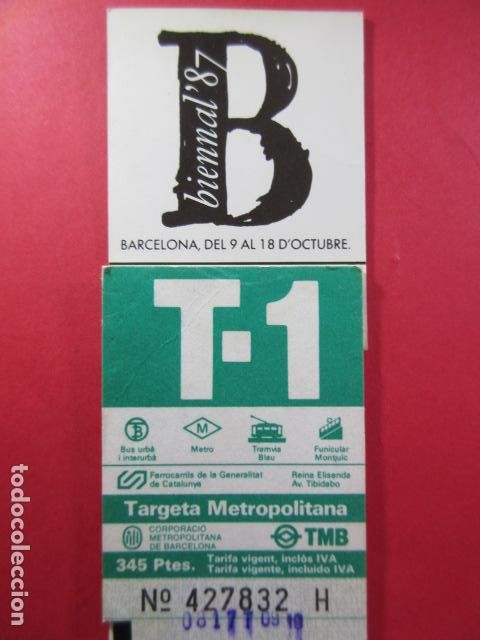 B
biennal'87
BARCELONA, DEL 9 AL 18 D'OCTUBRE.
T·1
Bus urbà
i interurbà
Metro
Tramvia
Blau
Funicular
Montjuïc
Ferrocarrils de la Generalitat
de Catalunya
Reina Elisenda
Av. Tibidabo
Targeta Metropolitana
CORPORACIÓ
METROPOLITANA
DE BARCELONA
TMB
345 Ptes.
Tarifa vigent, inclòs IVA
Tarifa vigente, incluido IVA
Nº 427832 H
todocoleccion.net